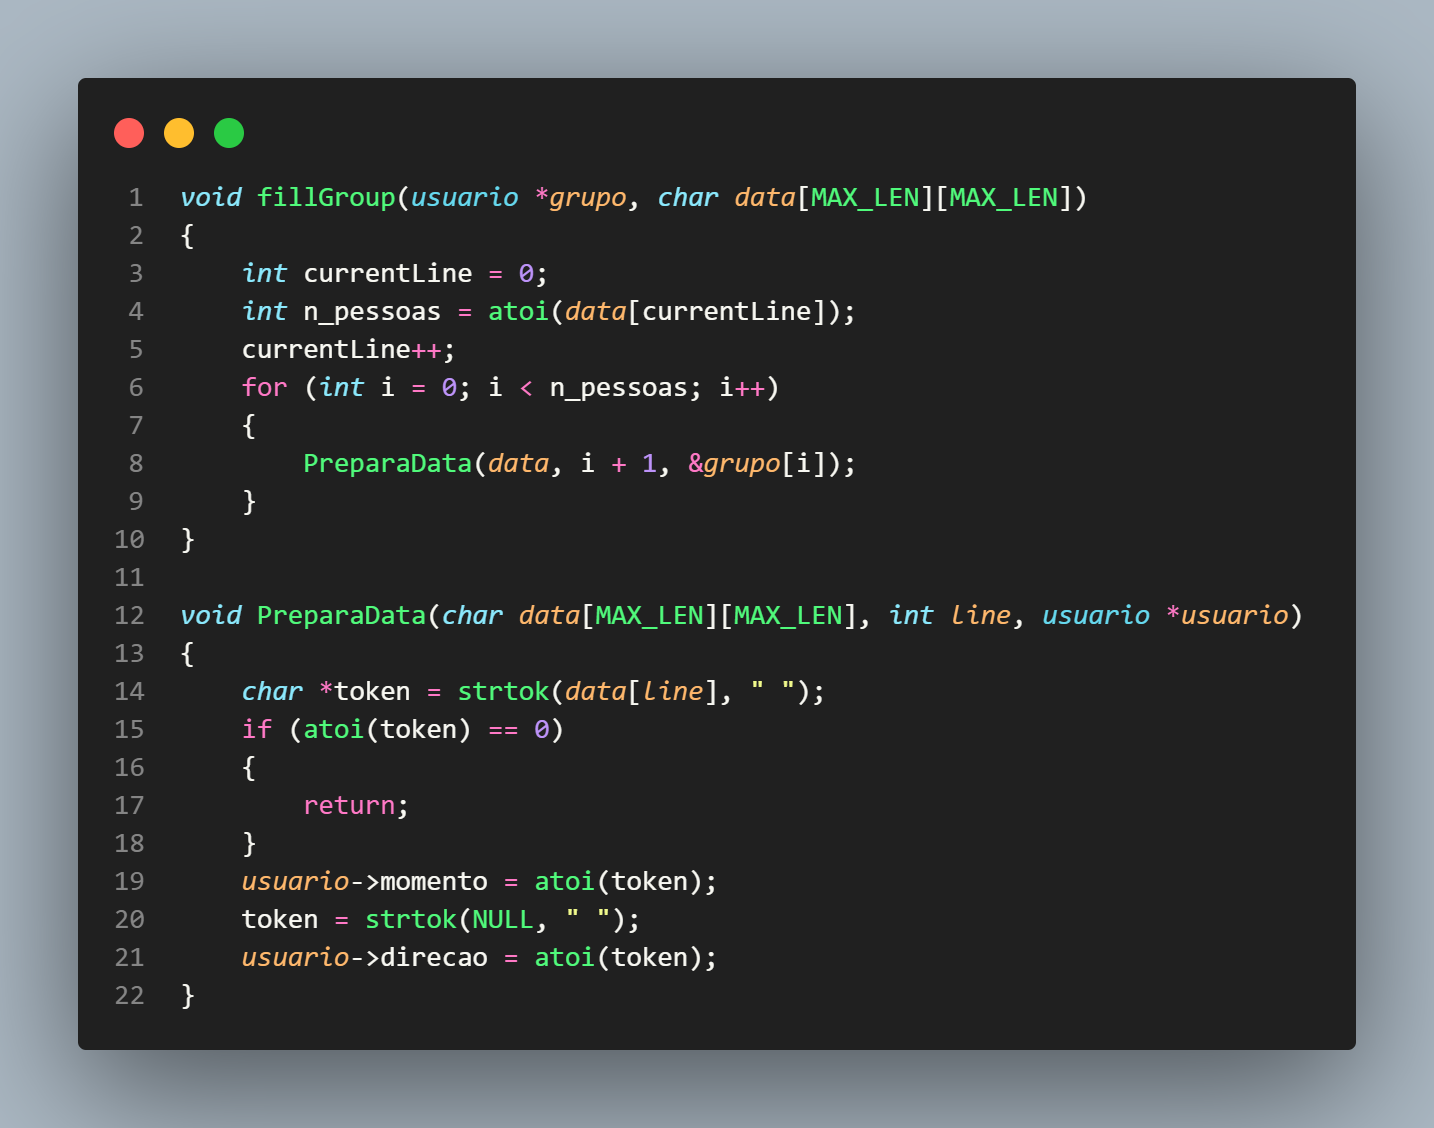 1 void fillGroup(usuario *grupo, char data[MAX_LEN][MAX_LEN])
2 {
3     int currentLine = 0;
4     int n_pessoas = atoi(data[currentLine]);
5     currentLine++;
6     for (int i = 0; i < n_pessoas; i++)
7     {
8         PreparaData(data, i + 1, &grupo[i]);
9     }
10 }
11
12 void PreparaData(char data[MAX_LEN][MAX_LEN], int line, usuario *usuario)
13 {
14     char *token = strtok(data[line], " ");
15     if (atoi(token) == 0)
16     {
17         return;
18     }
19     usuario->momento = atoi(token);
20     token = strtok(NULL, " ");
21     usuario->direcao = atoi(token);
22 }